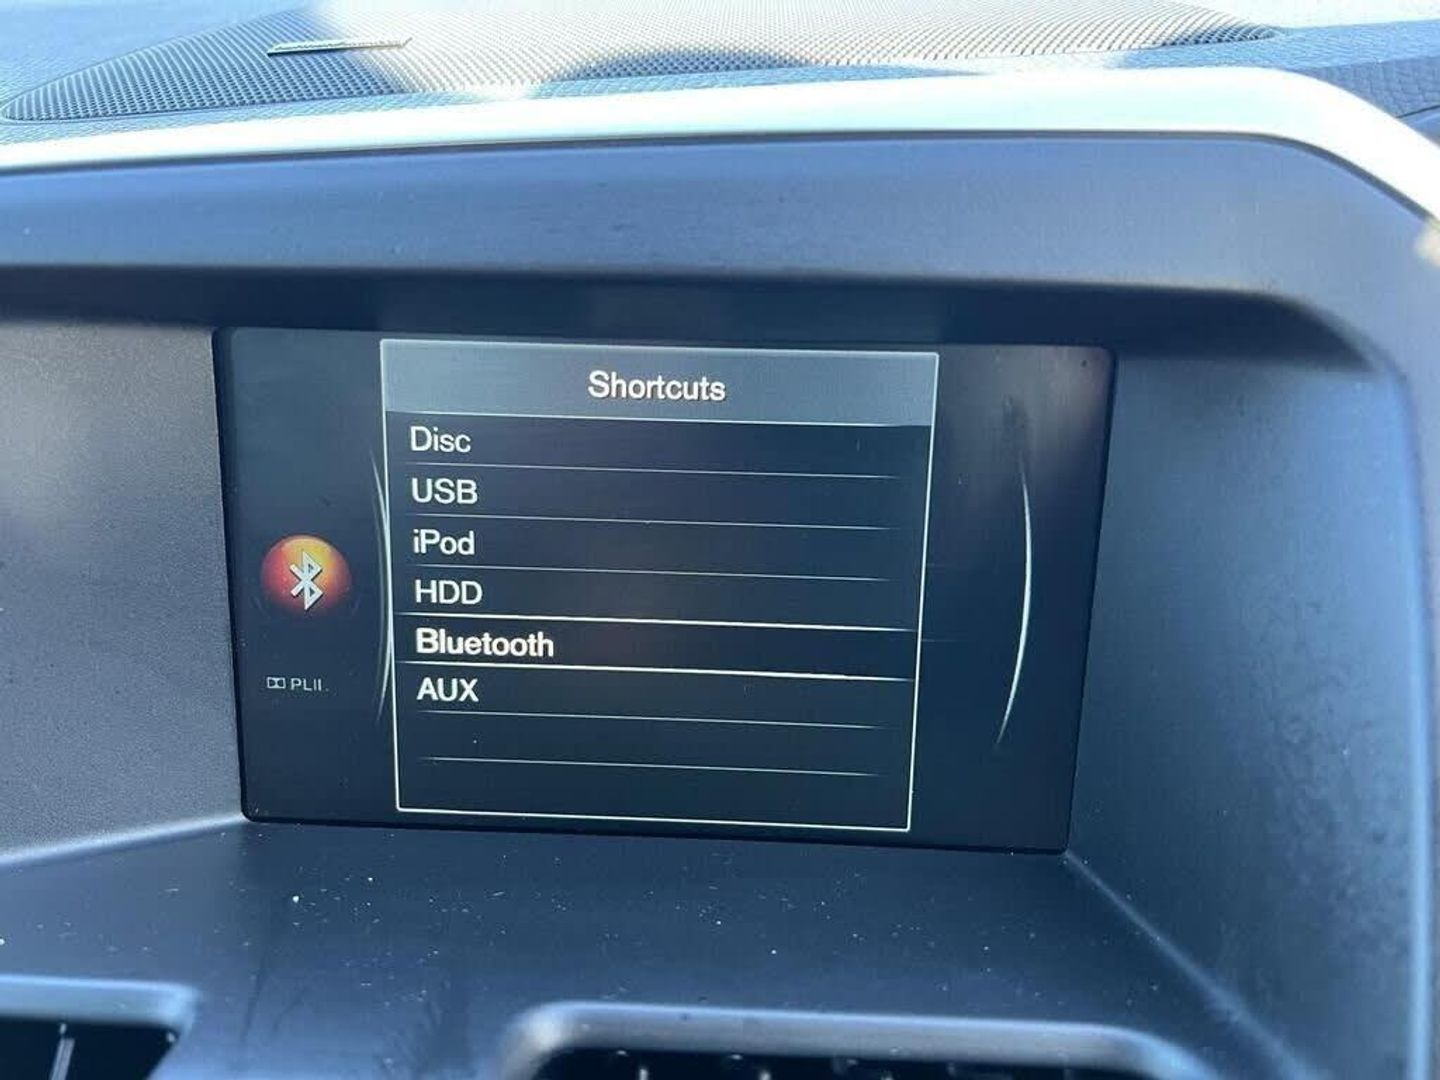 Shortcuts
Disc
USB
iPod
HDD
Bluetooth
AUX
PLII